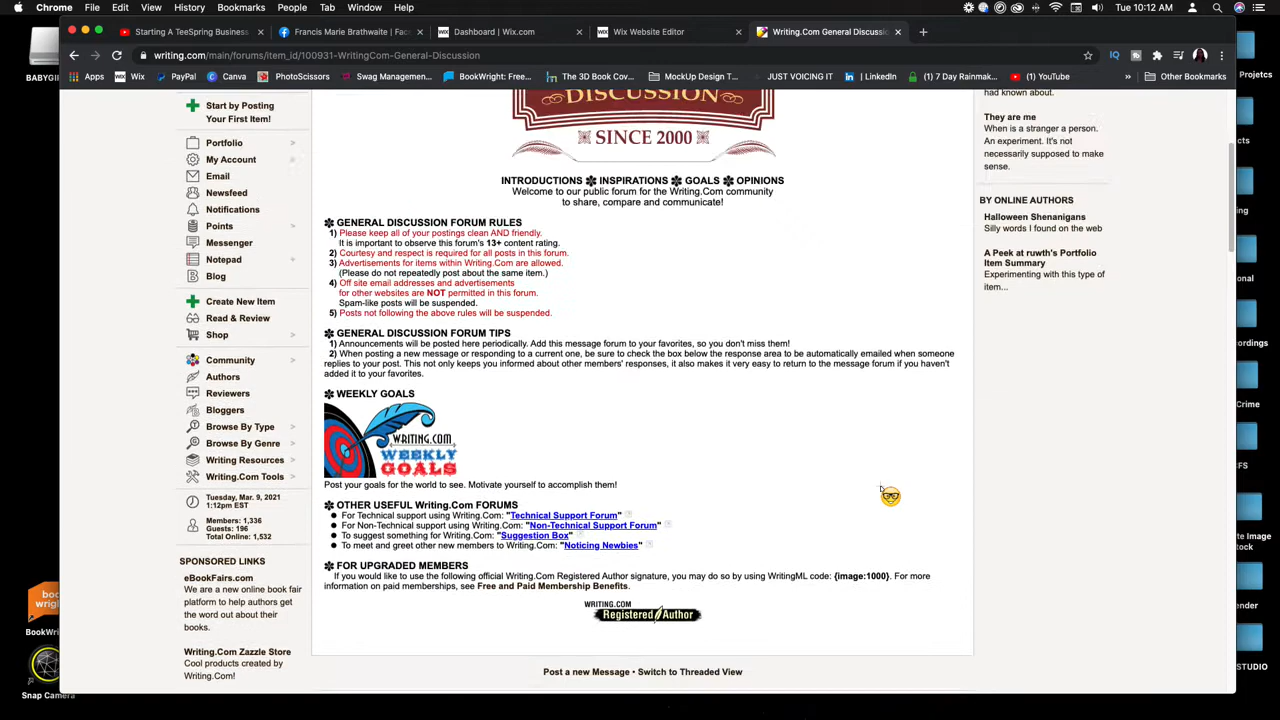 Chrome File Edit View History Bookmarks People Tab Window Help
Tue 10:12 AM
Starting A TeeSpring Business
Francis Marie Brathwaite | Fac
Dashboard | Wix.com
Wix Website Editor
Writing.Com General Discussi
writing.com/main/forums/item_id/100931-WritingCom-General-Discussion
Apps Wix PayPal Canva PhotoScissors Swag Managemen... BookWright: Free... The 3D Book Cov... MockUp Design T... JUST VOICING IT LinkedIn (1) 7 Day Rainmak... (1) YouTube » Other Bookmarks
Start by Posting
Your First Item!
Portfolio
My Account
Email
Newsfeed
Notifications
Points
Messenger
Notepad
Blog
Create New Item
Read & Review
Shop
Community
Authors
Reviewers
Bloggers
Browse By Type
Browse By Genre
Writing Resources
Writing.Com Tools
Tuesday, Mar. 9, 2021
1:12pm EST
Members: 1,336
Guests: 196
Total Online: 1,532
SPONSORED LINKS
eBookFairs.com
We are a new online book fair
platform to help authors get
the word out about their
books.
Writing.Com Zazzle Store
Cool products created by
Writing.Com!
DISCUSSION
SINCE 2000
INTRODUCTIONS ✽ INSPIRATIONS ✽ GOALS ✽ OPINIONS
Welcome to our public forum for the Writing.Com community
to share, compare and communicate!
✽ GENERAL DISCUSSION FORUM RULES
1) Please keep all of your postings clean AND friendly.
It is important to observe this forum's 13+ content rating.
2) Courtesy and respect is required for all posts in this forum.
3) Advertisements for items within Writing.Com are allowed.
(Please do not repeatedly post about the same item.)
4) Off site email addresses and advertisements
for other websites are NOT permitted in this forum.
Spam-like posts will be suspended.
5) Posts not following the above rules will be suspended.
✽ GENERAL DISCUSSION FORUM TIPS
1) Announcements will be posted here periodically. Add this message forum to your favorites, so you don't miss them!
2) When posting a new message or responding to a current one, be sure to check the box below the response area to be automatically emailed when someone
replies to your post. This not only keeps you informed about other members' responses, it also makes it very easy to return to the message forum if you haven't
added it to your favorites.
✽ WEEKLY GOALS
WRITING.COM
WEEKLY
GOALS
Post your goals for the world to see. Motivate yourself to accomplish them!
✽ OTHER USEFUL Writing.Com FORUMS
● For Technical support using Writing.Com: "Technical Support Forum"
● For Non-Technical support using Writing.Com: "Non-Technical Support Forum"
● To suggest something for Writing.Com: "Suggestion Box"
● To meet and greet other new members to Writing.Com: "Noticing Newbies"
✽ FOR UPGRADED MEMBERS
If you would like to use the following official Writing.Com Registered Author signature, you may do so by using WritingML code: {image:1000}. For more
information on paid memberships, see Free and Paid Membership Benefits.
WRITING.COM
Registered Author
Post a new Message • Switch to Threaded View
had known about.
They are me
When is a stranger a person.
An experiment. It's not
necessarily supposed to make
sense.
BY ONLINE AUTHORS
Halloween Shenanigans
Silly words I found on the web
A Peek at ruwth's Portfolio
Item Summary
Experimenting with this type of
item...
BABYGI
boo
wrigh
BookWri
Snap Camera
Projetcs
cts
ing
ional
cordings
CFS
te Image
stock
ender
STUDIO